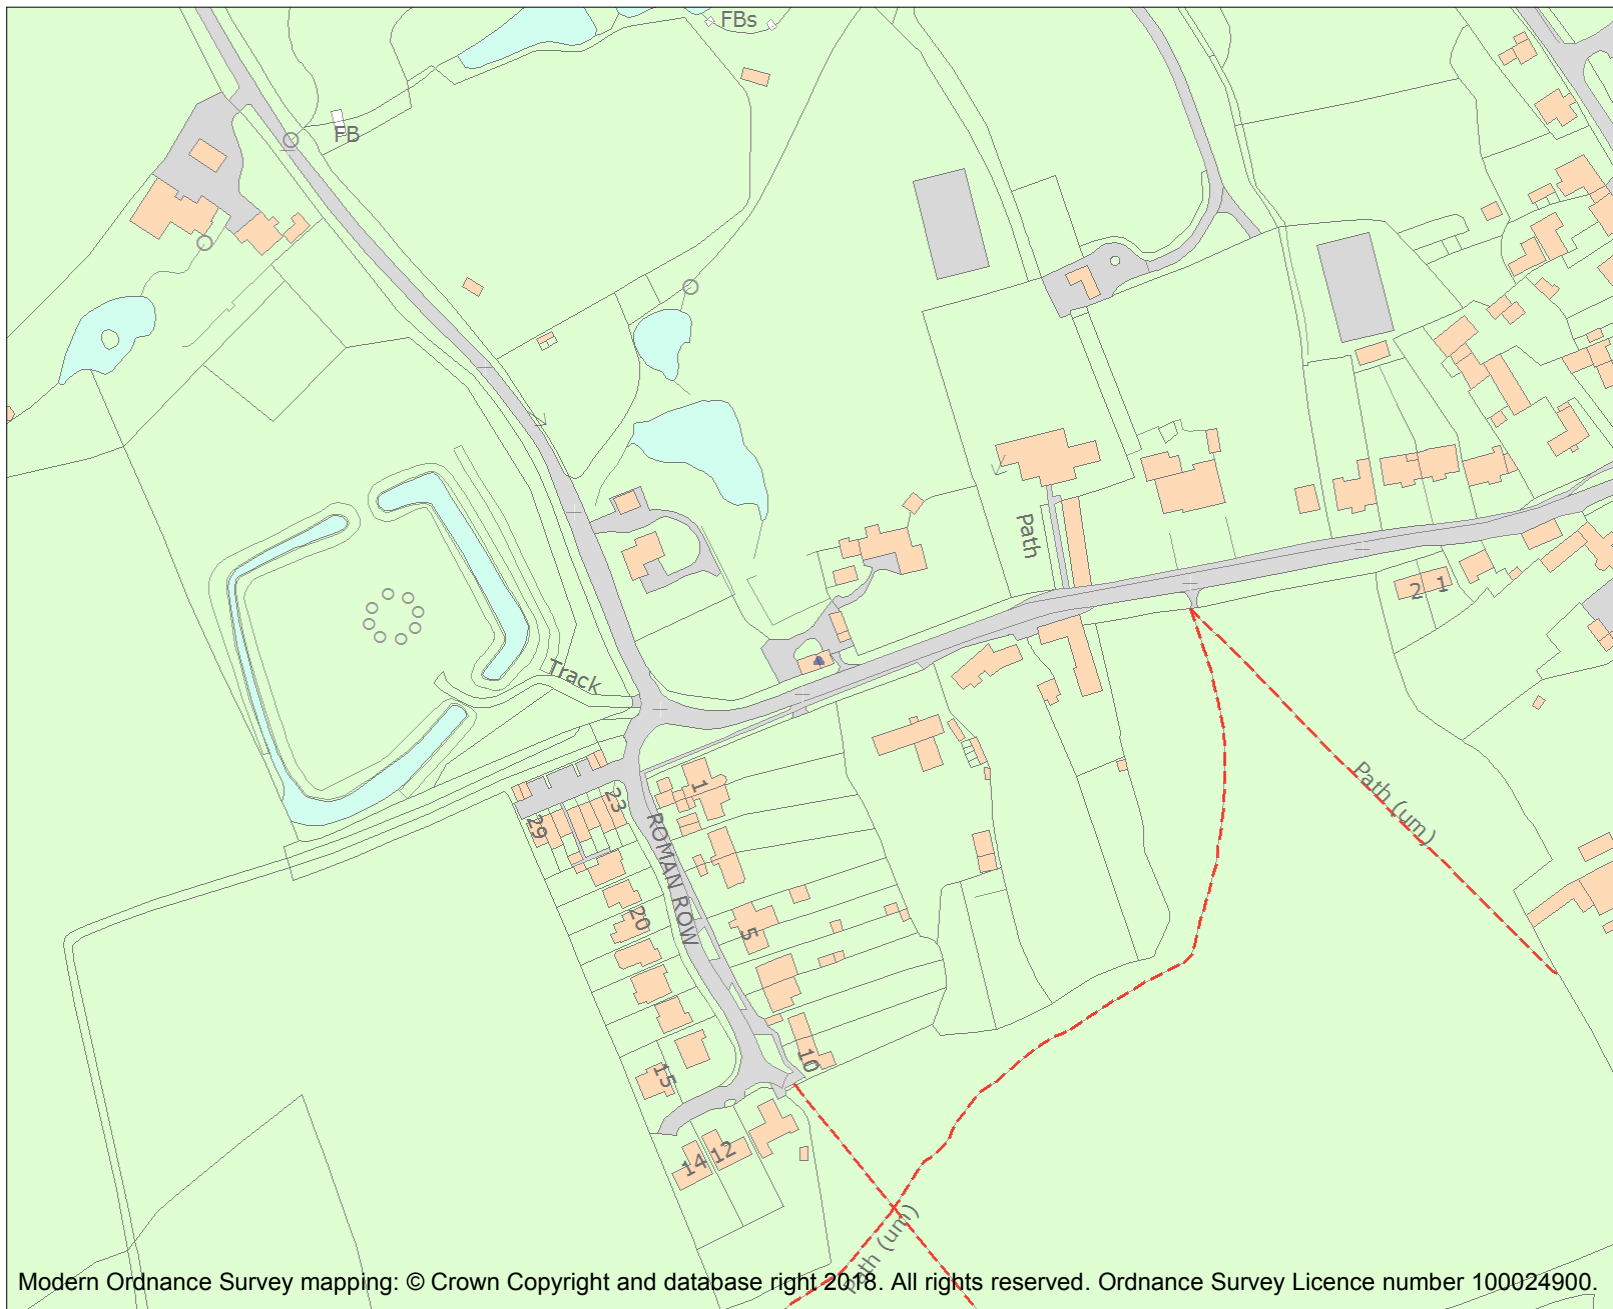 FBs
FB
Path
2 1
Track
Path (um)
1
23
29
ROMAN ROW
20
5
10
15
14 12
Path (um)
Modern Ordnance Survey mapping: © Crown Copyright and database right 2018. All rights reserved. Ordnance Survey Licence number 100024900.